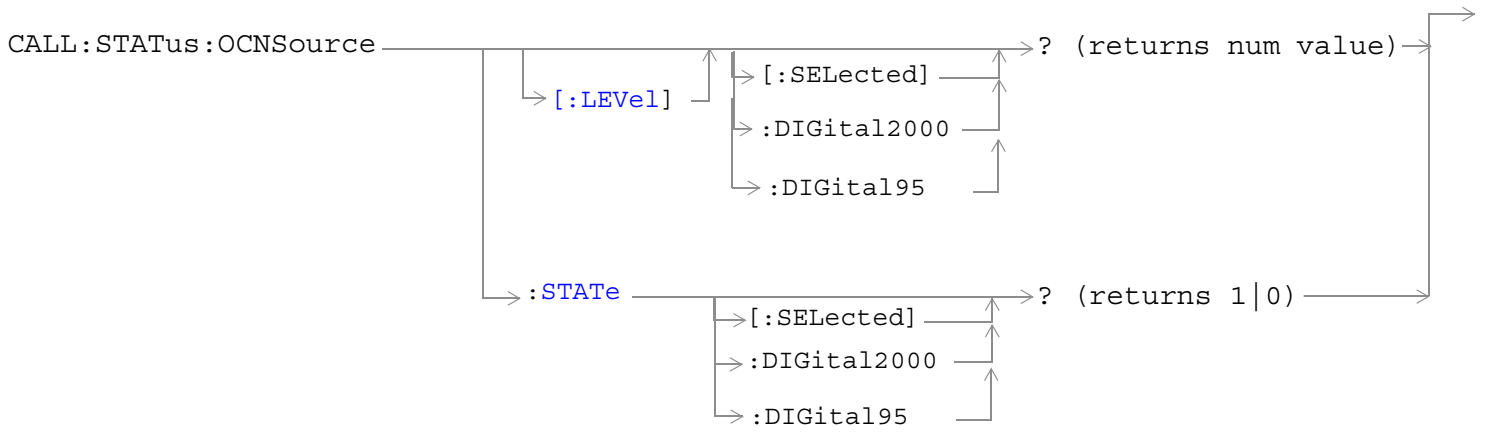 CALL:STATus:OCNSource ? (returns num value)
[:SELected]
[:LEVel]
:DIGital2000
:DIGital95
:STATe ? (returns 1|0)
[:SELected]
:DIGital2000
:DIGital95